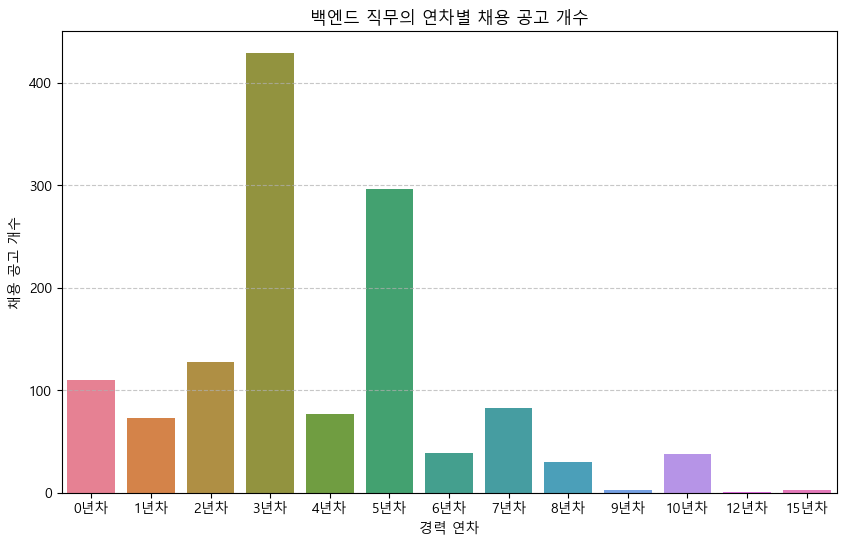 백엔드 직무의 연차별 채용 공고 개수
채용 공고 개수
400
300
200
100
0
0년차 1년차 2년차 3년차 4년차 5년차 6년차 7년차 8년차 9년차 10년차 12년차 15년차
경력 연차